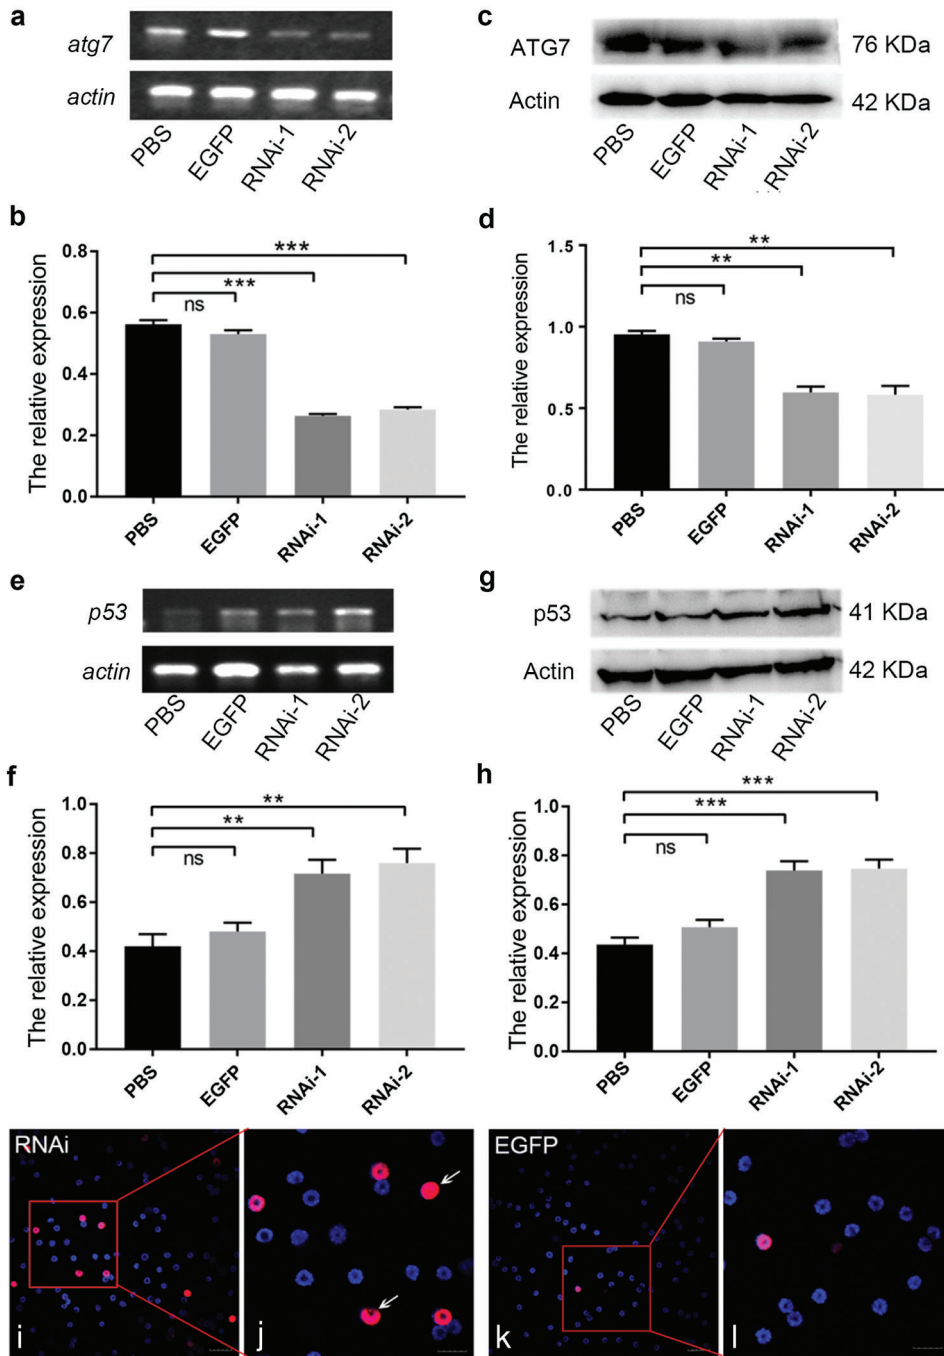 a
atg7
actin
PBS
EGFP
RNAi-1
RNAi-2
c
ATG7
76 KDa
Actin
42 KDa
PBS
EGFP
RNAi-1
RNAi-2
b
The relative expression
0.8
0.6
0.4
0.2
0.0
***
***
ns
PBS
EGFP
RNAi-1
RNAi-2
d
The relative expression
1.5
1.0
0.5
0.0
**
**
ns
PBS
EGFP
RNAi-1
RNAi-2
e
p53
actin
PBS
EGFP
RNAi-1
RNAi-2
g
p53
41 KDa
Actin
42 KDa
PBS
EGFP
RNAi-1
RNAi-2
f
The relative expression
1.0
0.8
0.6
0.4
0.2
0.0
**
**
ns
PBS
EGFP
RNAi-1
RNAi-2
h
The relative expression
1.0
0.8
0.6
0.4
0.2
0.0
***
***
ns
PBS
EGFP
RNAi-1
RNAi-2
RNAi
i
j
EGFP
k
l